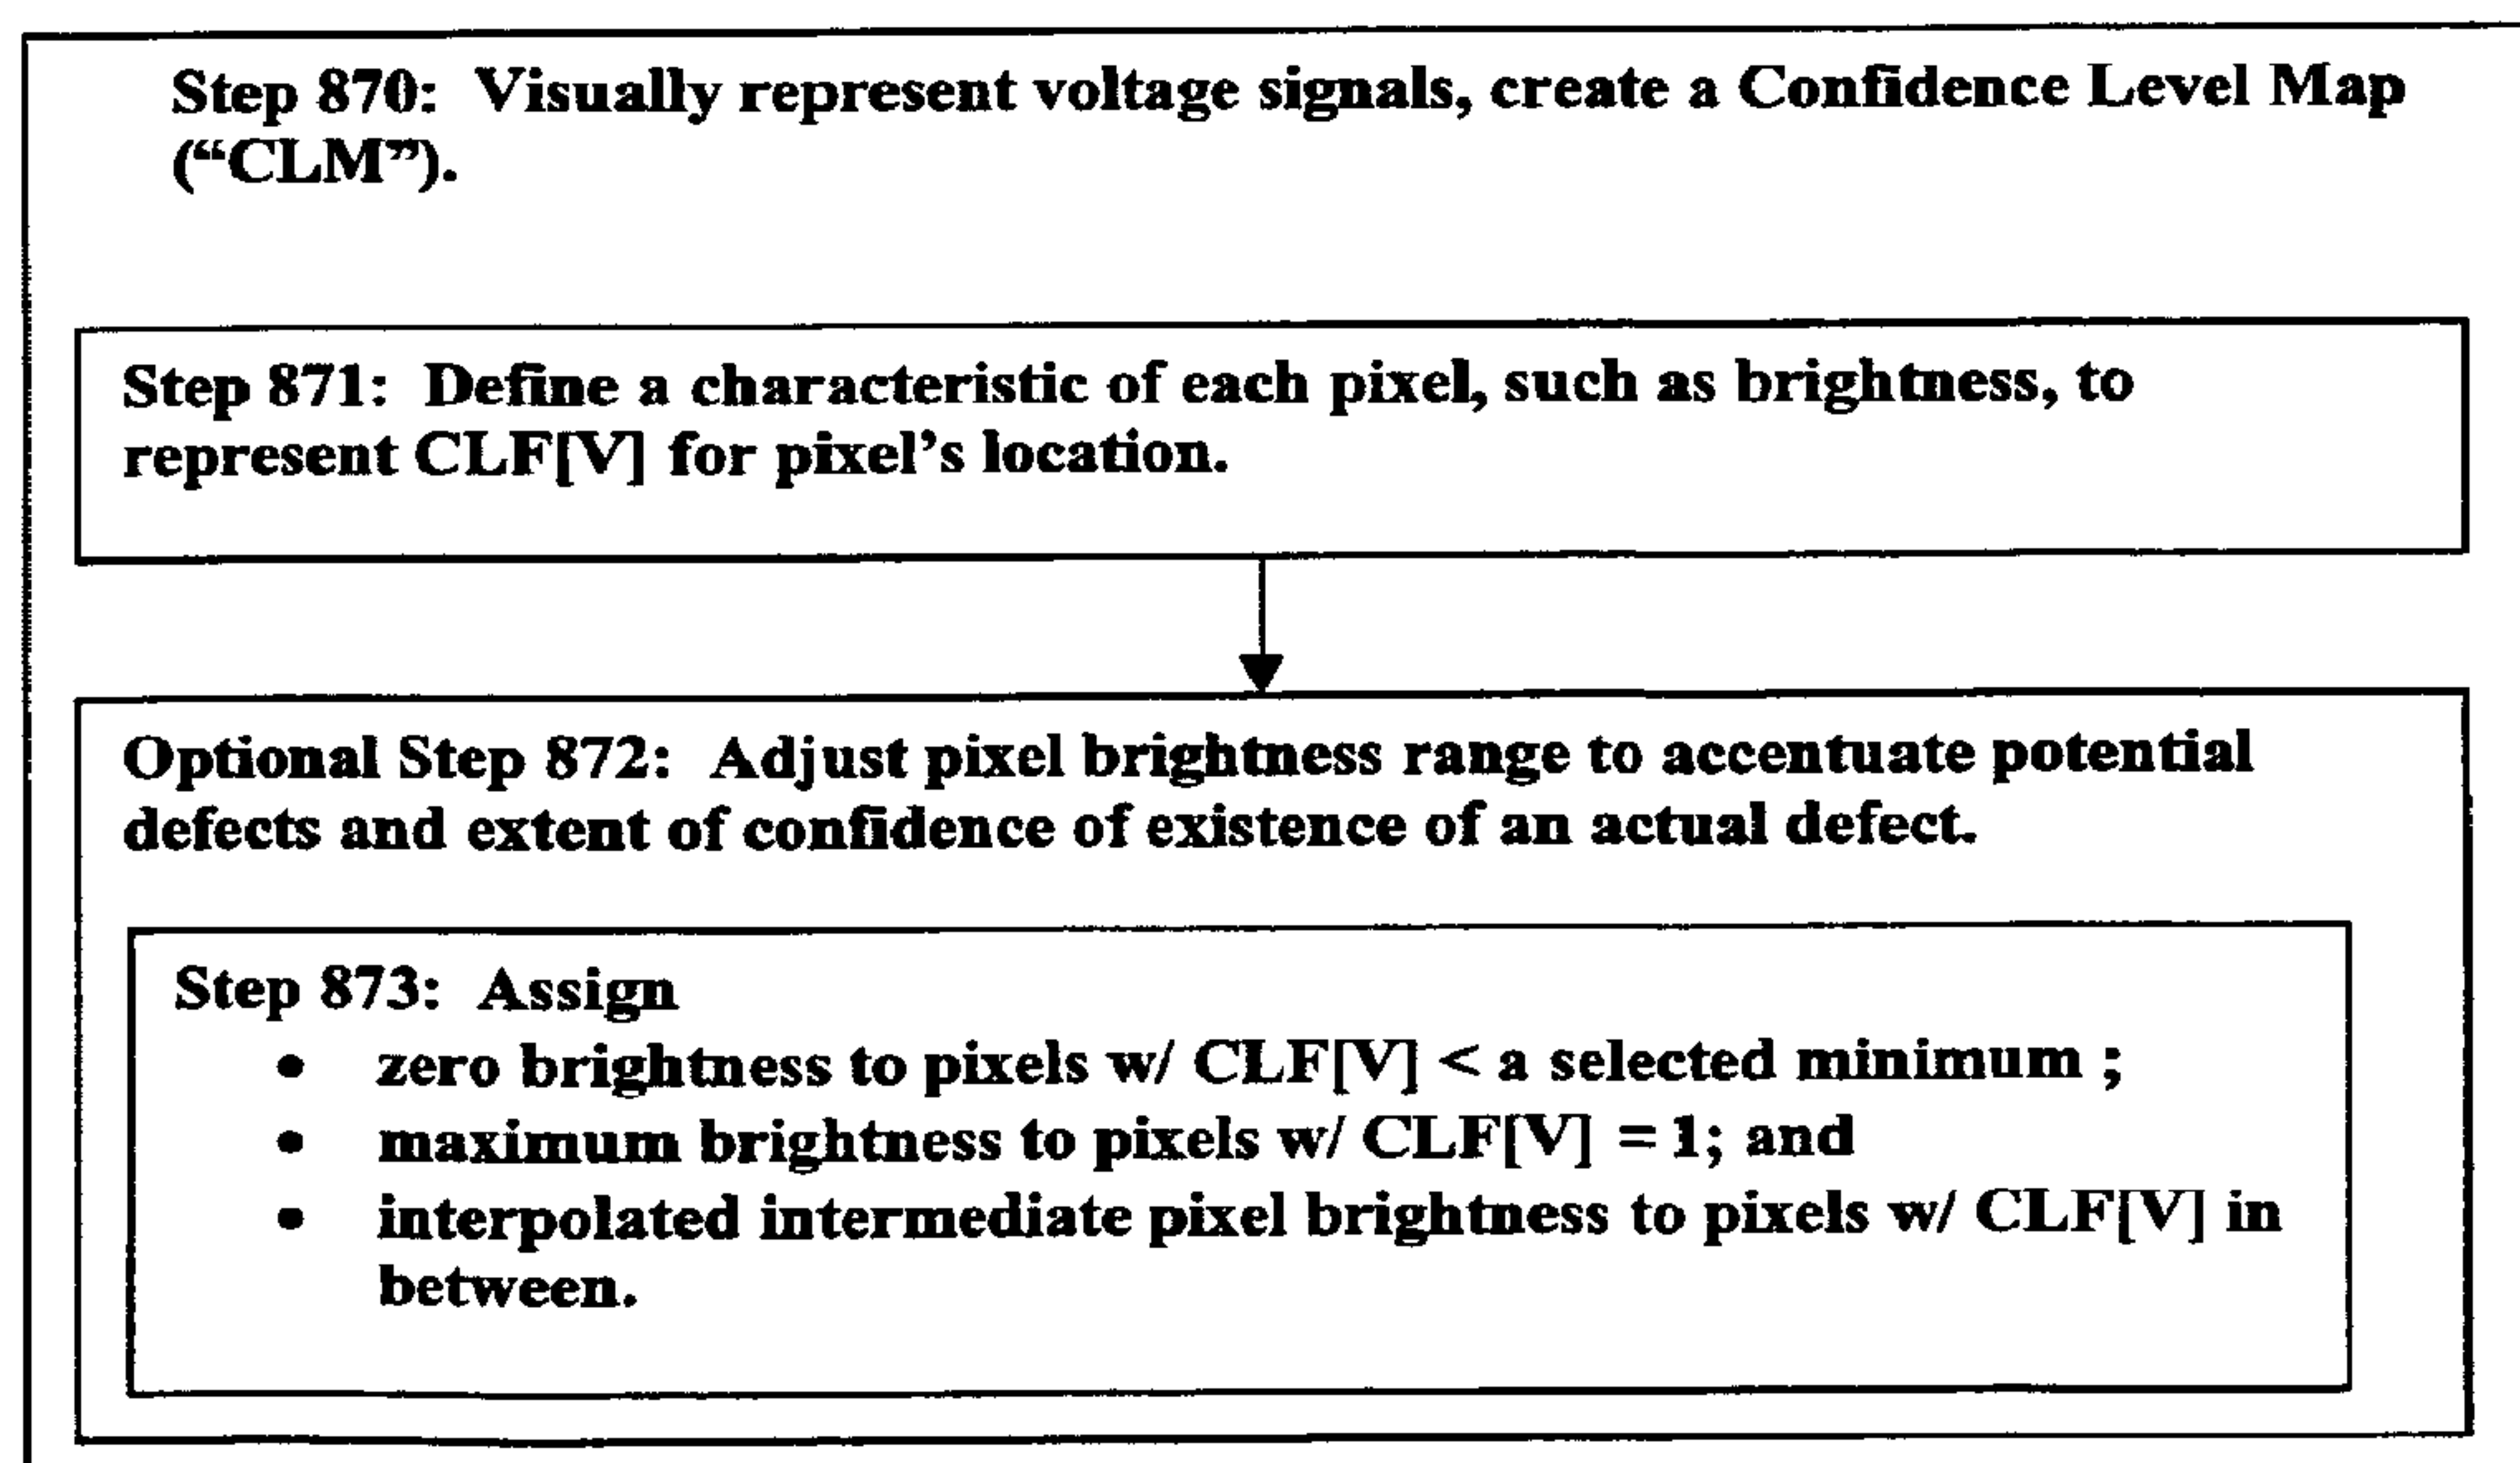 Step 870: Visually represent voltage signals, create a Confidence Level Map
(“CLM”).
Step 871: Define a characteristic of each pixel, such as brightness, to
represent CLF[V] for pixel’s location.
Optional Step 872: Adjust pixel brightness range to accentuate potential
defects and extent of confidence of existence of an actual defect.
Step 873: Assign
• zero brightness to pixels w/ CLF[V] < a selected minimum ;
• maximum brightness to pixels w/ CLF[V] = 1; and
• interpolated intermediate pixel brightness to pixels w/ CLF[V] in
between.